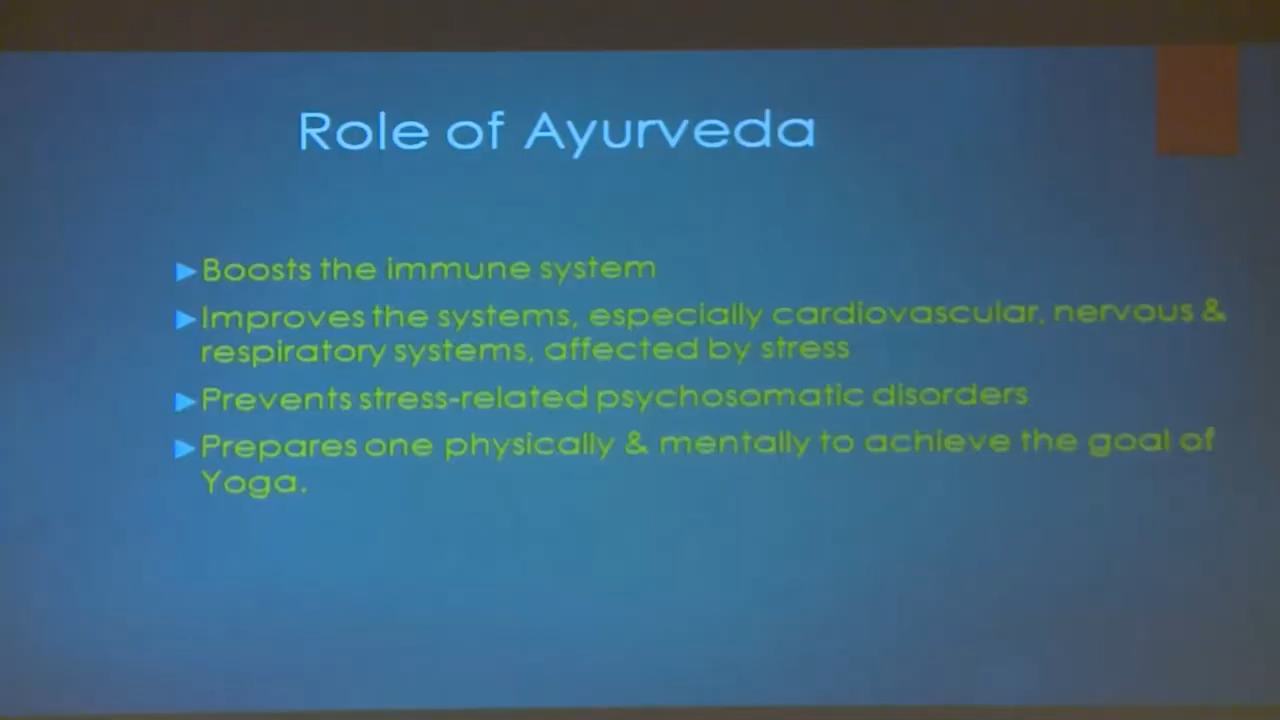 Role of Ayurveda
Boosts the immune system
Improves the systems, especially cardiovascular, nervous &
respiratory systems, affected by stress
Prevents stress-related psychosomatic disorders
Prepares one physically & mentally to achieve the goal of
Yoga.